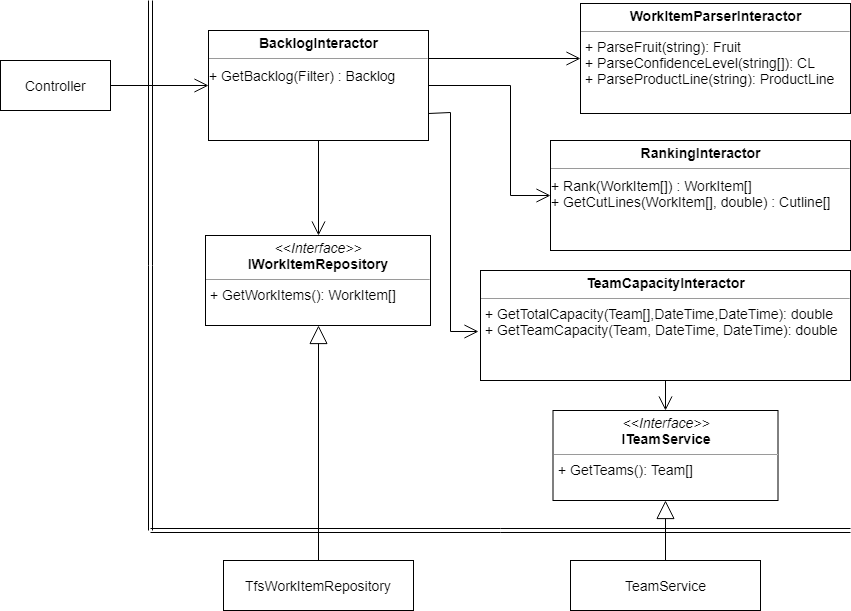 WorkItemParserInteractor
+ ParseFruit(string): Fruit
+ ParseConfidenceLevel(string[]): CL
+ ParseProductLine(string): ProductLine
BacklogInteractor
+ GetBacklog(Filter) : Backlog
Controller
RankingInteractor
+ Rank(WorkItem[]) : WorkItem[]
+ GetCutLines(WorkItem[], double) : Cutline[]
<<Interface>>
IWorkItemRepository
+ GetWorkItems(): WorkItem[]
TeamCapacityInteractor
+ GetTotalCapacity(Team[],DateTime,DateTime): double
+ GetTeamCapacity(Team, DateTime, DateTime): double
<<Interface>>
ITeamService
+ GetTeams(): Team[]
TfsWorkItemRepository
TeamService